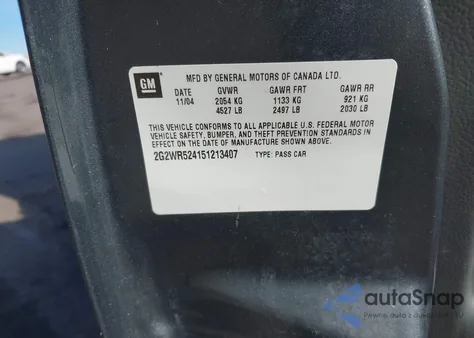 GM
MFD BY GENERAL MOTORS OF CANADA LTD.
DATE GVWR GAWR FRT GAWR RR
11/04 2054 KG 1133 KG 921 KG
4527 LB 2497 LB 2030 LB
THIS VEHICLE CONFORMS TO ALL APPLICABLE U.S. FEDERAL MOTOR
VEHICLE SAFETY, BUMPER, AND THEFT PREVENTION STANDARDS IN
EFFECT ON THE DATE OF MANUFACTURE SHOWN ABOVE.
2G2WR524151213407 TYPE: PASS CAR
autoSnap
Pewne auto z aukcji